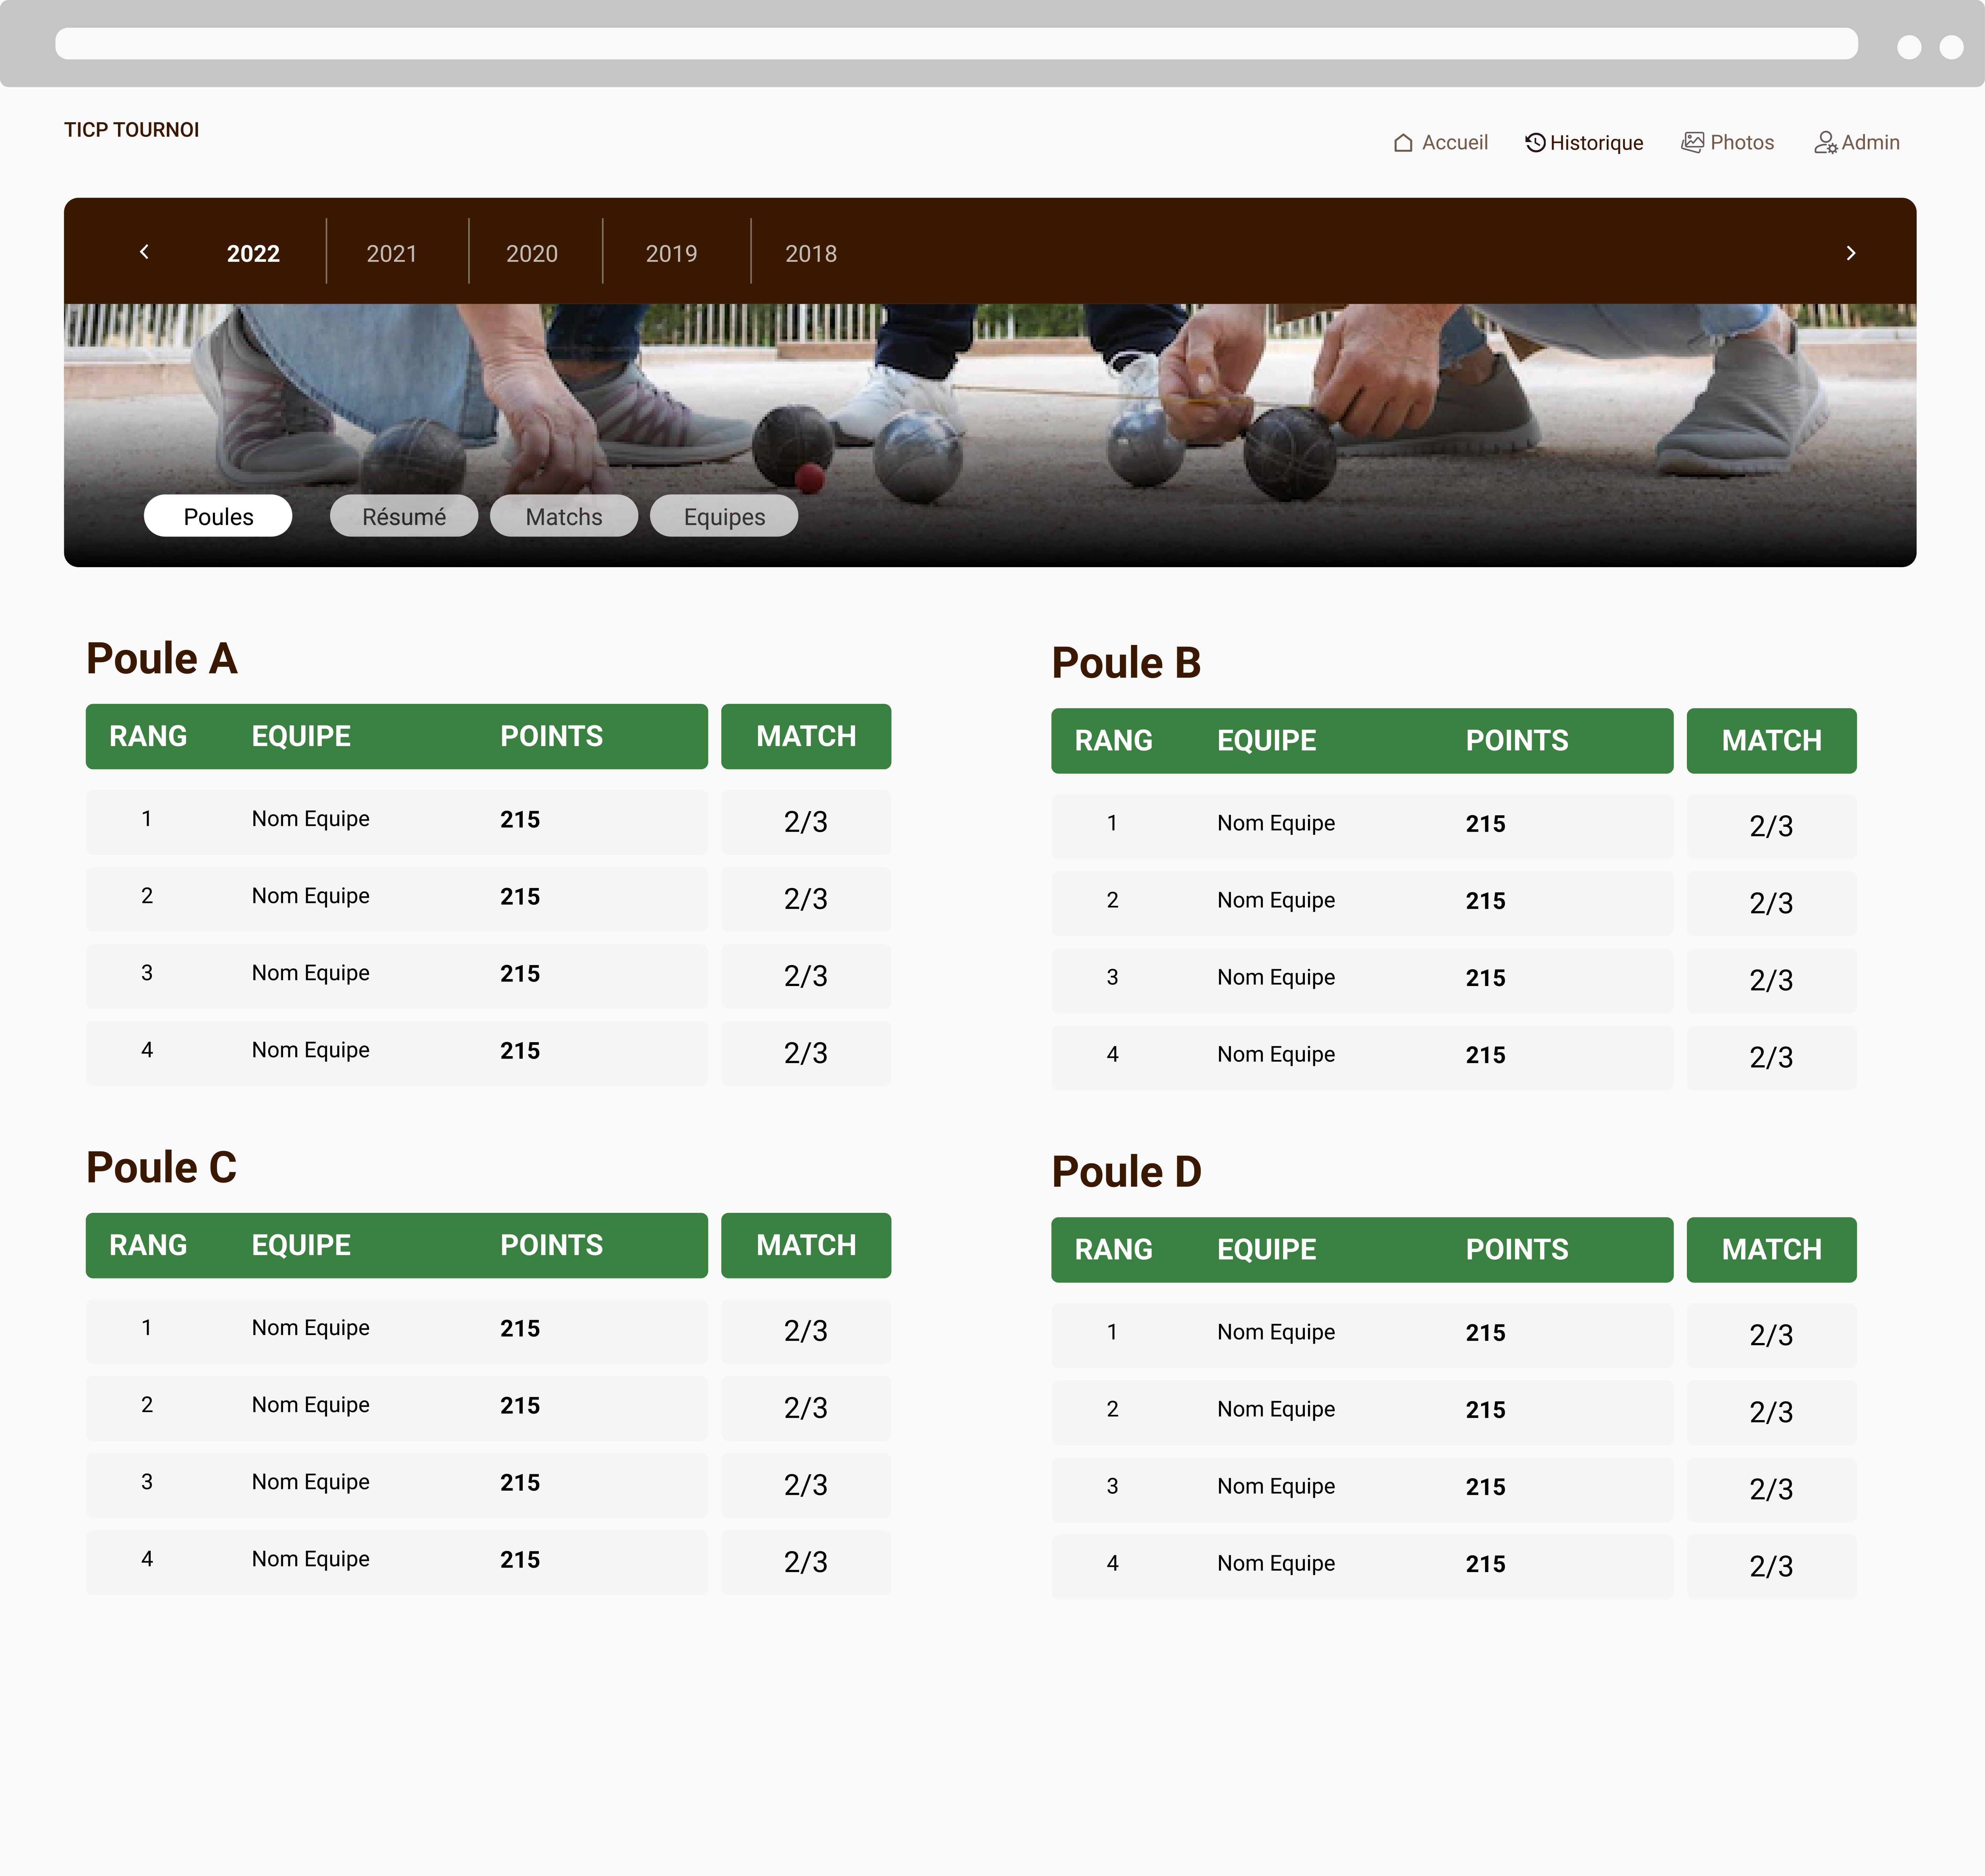 TICP TOURNOI
Accueil Historique Photos Admin
2022 2021 2020 2019 2018
Poules Résumé Matchs Equipes
Poule A
RANG EQUIPE POINTS MATCH
1 Nom Equipe 215 2/3
2 Nom Equipe 215 2/3
3 Nom Equipe 215 2/3
4 Nom Equipe 215 2/3
Poule B
RANG EQUIPE POINTS MATCH
1 Nom Equipe 215 2/3
2 Nom Equipe 215 2/3
3 Nom Equipe 215 2/3
4 Nom Equipe 215 2/3
Poule C
RANG EQUIPE POINTS MATCH
1 Nom Equipe 215 2/3
2 Nom Equipe 215 2/3
3 Nom Equipe 215 2/3
4 Nom Equipe 215 2/3
Poule D
RANG EQUIPE POINTS MATCH
1 Nom Equipe 215 2/3
2 Nom Equipe 215 2/3
3 Nom Equipe 215 2/3
4 Nom Equipe 215 2/3